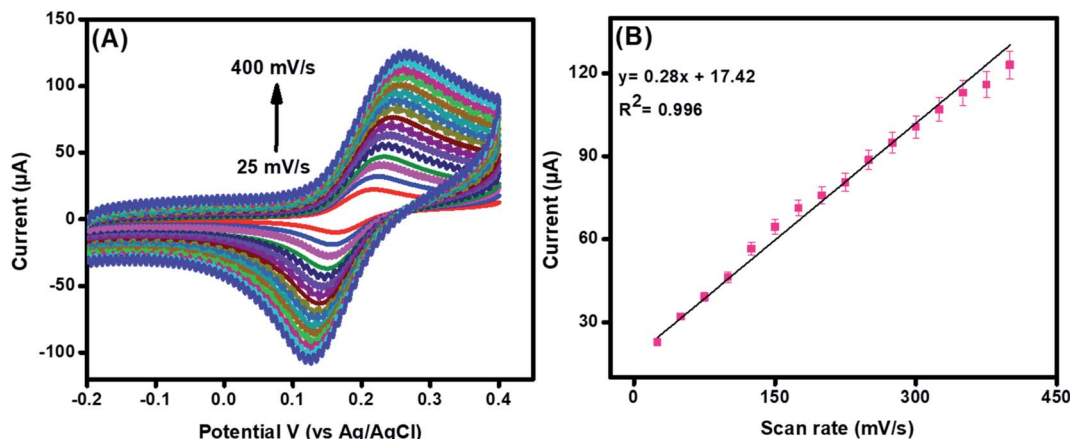 (A)
400 mV/s
25 mV/s
150
100
50
0
-50
-100
Current (µA)
-0.2 -0.1 0.0 0.1 0.2 0.3 0.4
Potential V (vs Ag/AgCl)
(B)
y= 0.28x + 17.42
R²= 0.996
120
90
60
30
Current (µA)
0 150 300 450
Scan rate (mV/s)